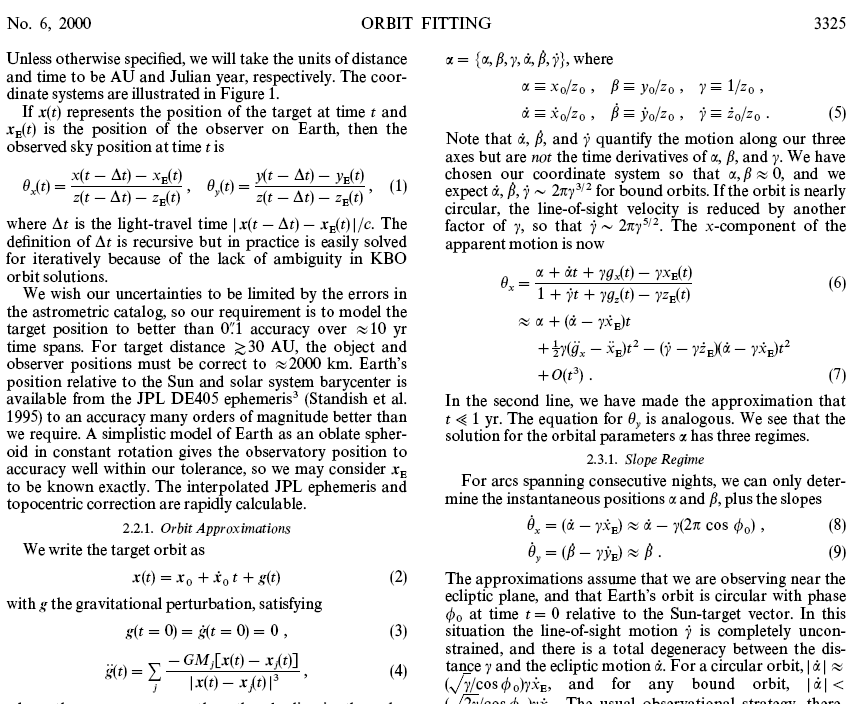 No. 6, 2000
ORBIT FITTING
3325
Unless otherwise specified, we will take the units of distance
and time to be AU and Julian year, respectively. The coor-
dinate systems are illustrated in Figure 1.
If x(t) represents the position of the target at time t and
x_E(t) is the position of the observer on Earth, then the
observed sky position at time t is
θ_x(t) = (x(t − Δt) − x_E(t)) / (z(t − Δt) − z_E(t)) , θ_y(t) = (y(t − Δt) − y_E(t)) / (z(t − Δt) − z_E(t)) , (1)
where Δt is the light-travel time |x(t − Δt) − x_E(t)|/c. The
definition of Δt is recursive but in practice is easily solved
for iteratively because of the lack of ambiguity in KBO
orbit solutions.
We wish our uncertainties to be limited by the errors in
the astrometric catalog, so our requirement is to model the
target position to better than 0″.1 accuracy over ≈10 yr
time spans. For target distance ≳30 AU, the object and
observer positions must be correct to ≈2000 km. Earth's
position relative to the Sun and solar system barycenter is
available from the JPL DE405 ephemeris³ (Standish et al.
1995) to an accuracy many orders of magnitude better than
we require. A simplistic model of Earth as an oblate spher-
oid in constant rotation gives the observatory position to
accuracy well within our tolerance, so we may consider x_E
to be known exactly. The interpolated JPL ephemeris and
topocentric correction are rapidly calculable.
2.2.1. Orbit Approximations
We write the target orbit as
x(t) = x₀ + ẋ₀ t + g(t) (2)
with g the gravitational perturbation, satisfying
g(t = 0) = ġ(t = 0) = 0 , (3)
g̈(t) = ∑_j −GM_j[x(t) − x_j(t)] / |x(t) − x_j(t)|³ , (4)
α = {α, β, γ, α̇, β̇, γ̇}, where
α ≡ x₀/z₀ , β ≡ y₀/z₀ , γ ≡ 1/z₀ ,
α̇ ≡ ẋ₀/z₀ , β̇ ≡ ẏ₀/z₀ , γ̇ ≡ ż₀/z₀ . (5)
Note that α̇, β̇, and γ̇ quantify the motion along our three
axes but are not the time derivatives of α, β, and γ. We have
chosen our coordinate system so that α, β ≈ 0, and we
expect α̇, β̇, γ̇ ∼ 2πγ^{3/2} for bound orbits. If the orbit is nearly
circular, the line-of-sight velocity is reduced by another
factor of γ, so that γ̇ ∼ 2πγ^{5/2}. The x-component of the
apparent motion is now
θ_x = (α + α̇t + γg_x(t) − γx_E(t)) / (1 + γ̇t + γg_z(t) − γz_E(t)) (6)
≈ α + (α̇ − γẋ_E)t
+ ½γ(g̈_x − ẍ_E)t² − (γ̇ − γż_E)(α̇ − γẋ_E)t²
+ O(t³) . (7)
In the second line, we have made the approximation that
t ≪ 1 yr. The equation for θ_y is analogous. We see that the
solution for the orbital parameters α has three regimes.
2.3.1. Slope Regime
For arcs spanning consecutive nights, we can only deter-
mine the instantaneous positions α and β, plus the slopes
θ̇_x = (α̇ − γẋ_E) ≈ α̇ − γ(2π cos ϕ₀) , (8)
θ̇_y = (β̇ − γẏ_E) ≈ β̇ . (9)
The approximations assume that we are observing near the
ecliptic plane, and that Earth's orbit is circular with phase
ϕ₀ at time t = 0 relative to the Sun-target vector. In this
situation the line-of-sight motion γ̇ is completely uncon-
strained, and there is a total degeneracy between the dis-
tance γ and the ecliptic motion α̇. For a circular orbit, |α̇| ≈
(√γ/cos ϕ₀)γẋ_E, and for any bound orbit, |α̇| <